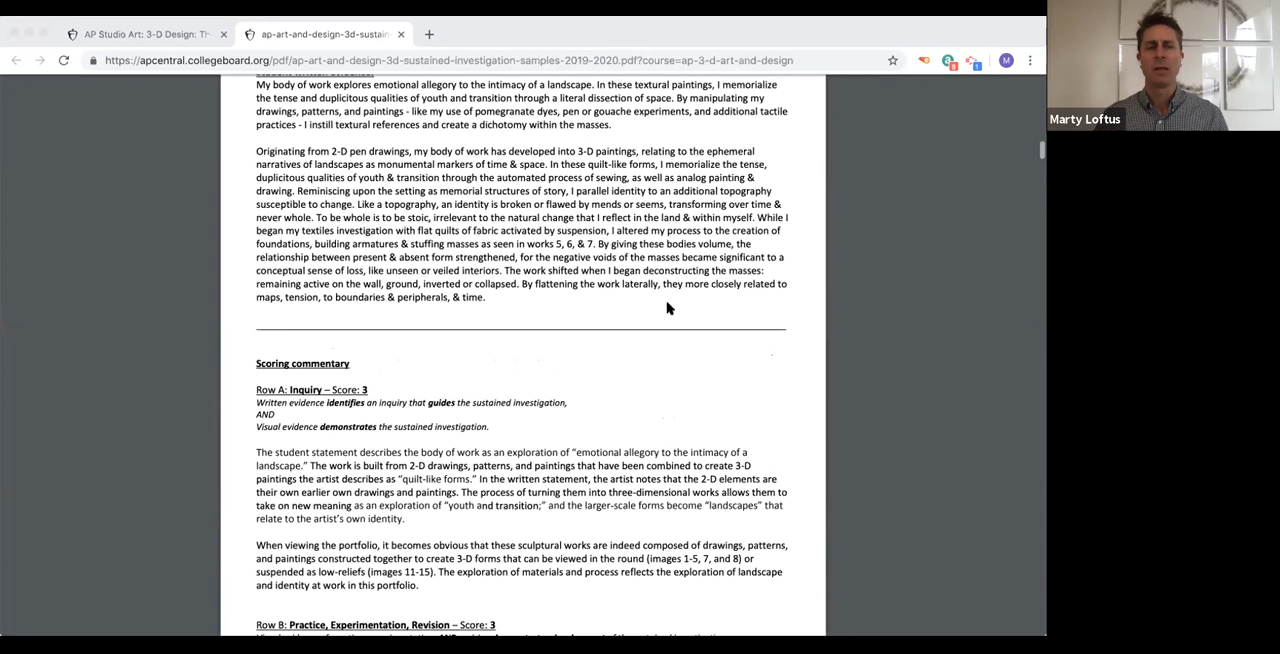 AP Studio Art: 3-D Design: Th
ap-art-and-design-3d-sustain
https://apcentral.collegeboard.org/pdf/ap-art-and-design-3d-sustained-investigation-samples-2019-2020.pdf?course=ap-3-d-art-and-design
M
Marty Loftus
My body of work explores emotional allegory to the intimacy of a landscape. In these textural paintings, I memorialize
the tense and duplicitous qualities of youth and transition through a literal dissection of space. By manipulating my
drawings, patterns, and paintings - like my use of pomegranate dyes, pen or gouache experiments, and additional tactile
practices - I instill textural references and create a dichotomy within the masses.
Originating from 2-D pen drawings, my body of work has developed into 3-D paintings, relating to the ephemeral
narratives of landscapes as monumental markers of time & space. In these quilt-like forms, I memorialize the tense,
duplicitous qualities of youth & transition through the automated process of sewing, as well as analog painting &
drawing. Reminiscing upon the setting as memorial structures of story, I parallel identity to an additional topography
susceptible to change. Like a topography, an identity is broken or flawed by mends or seems, transforming over time &
never whole. To be whole is to be stoic, irrelevant to the natural change that I reflect in the land & within myself. While I
began my textiles investigation with flat quilts of fabric activated by suspension, I altered my process to the creation of
foundations, building armatures & stuffing masses as seen in works 5, 6, & 7. By giving these bodies volume, the
relationship between present & absent form strengthened, for the negative voids of the masses became significant to a
conceptual sense of loss, like unseen or veiled interiors. The work shifted when I began deconstructing the masses:
remaining active on the wall, ground, inverted or collapsed. By flattening the work laterally, they more closely related to
maps, tension, to boundaries & peripherals, & time.
Scoring commentary
Row A: Inquiry – Score: 3
Written evidence identifies an inquiry that guides the sustained investigation,
AND
Visual evidence demonstrates the sustained investigation.
The student statement describes the body of work as an exploration of “emotional allegory to the intimacy of a
landscape.” The work is built from 2-D drawings, patterns, and paintings that have been combined to create 3-D
paintings the artist describes as “quilt-like forms.” In the written statement, the artist notes that the 2-D elements are
their own earlier own drawings and paintings. The process of turning them into three-dimensional works allows them to
take on new meaning as an exploration of “youth and transition;” and the larger-scale forms become “landscapes” that
relate to the artist’s own identity.
When viewing the portfolio, it becomes obvious that these sculptural works are indeed composed of drawings, patterns,
and paintings constructed together to create 3-D forms that can be viewed in the round (images 1-5, 7, and 8) or
suspended as low-reliefs (images 11-15). The exploration of materials and process reflects the exploration of landscape
and identity at work in this portfolio.
Row B: Practice, Experimentation, Revision – Score: 3